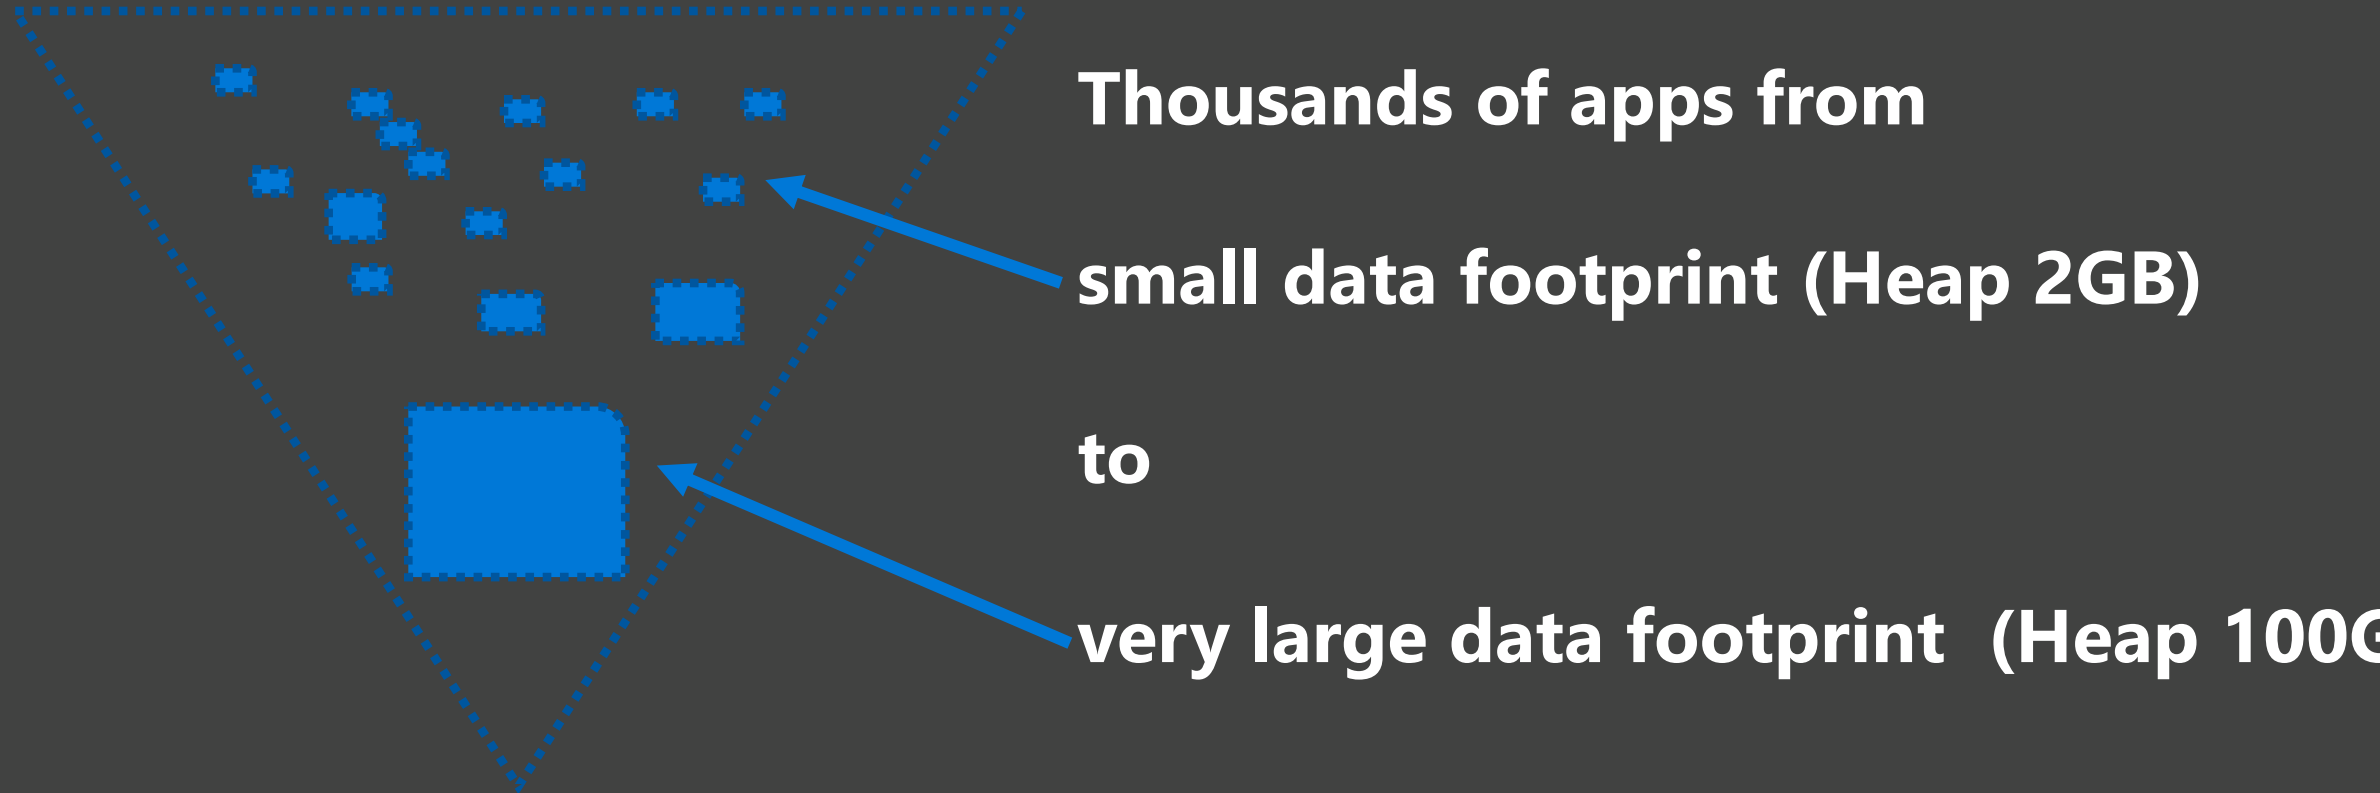 Thousands of apps from
small data footprint (Heap 2GB)
to
very large data footprint (Heap 100G